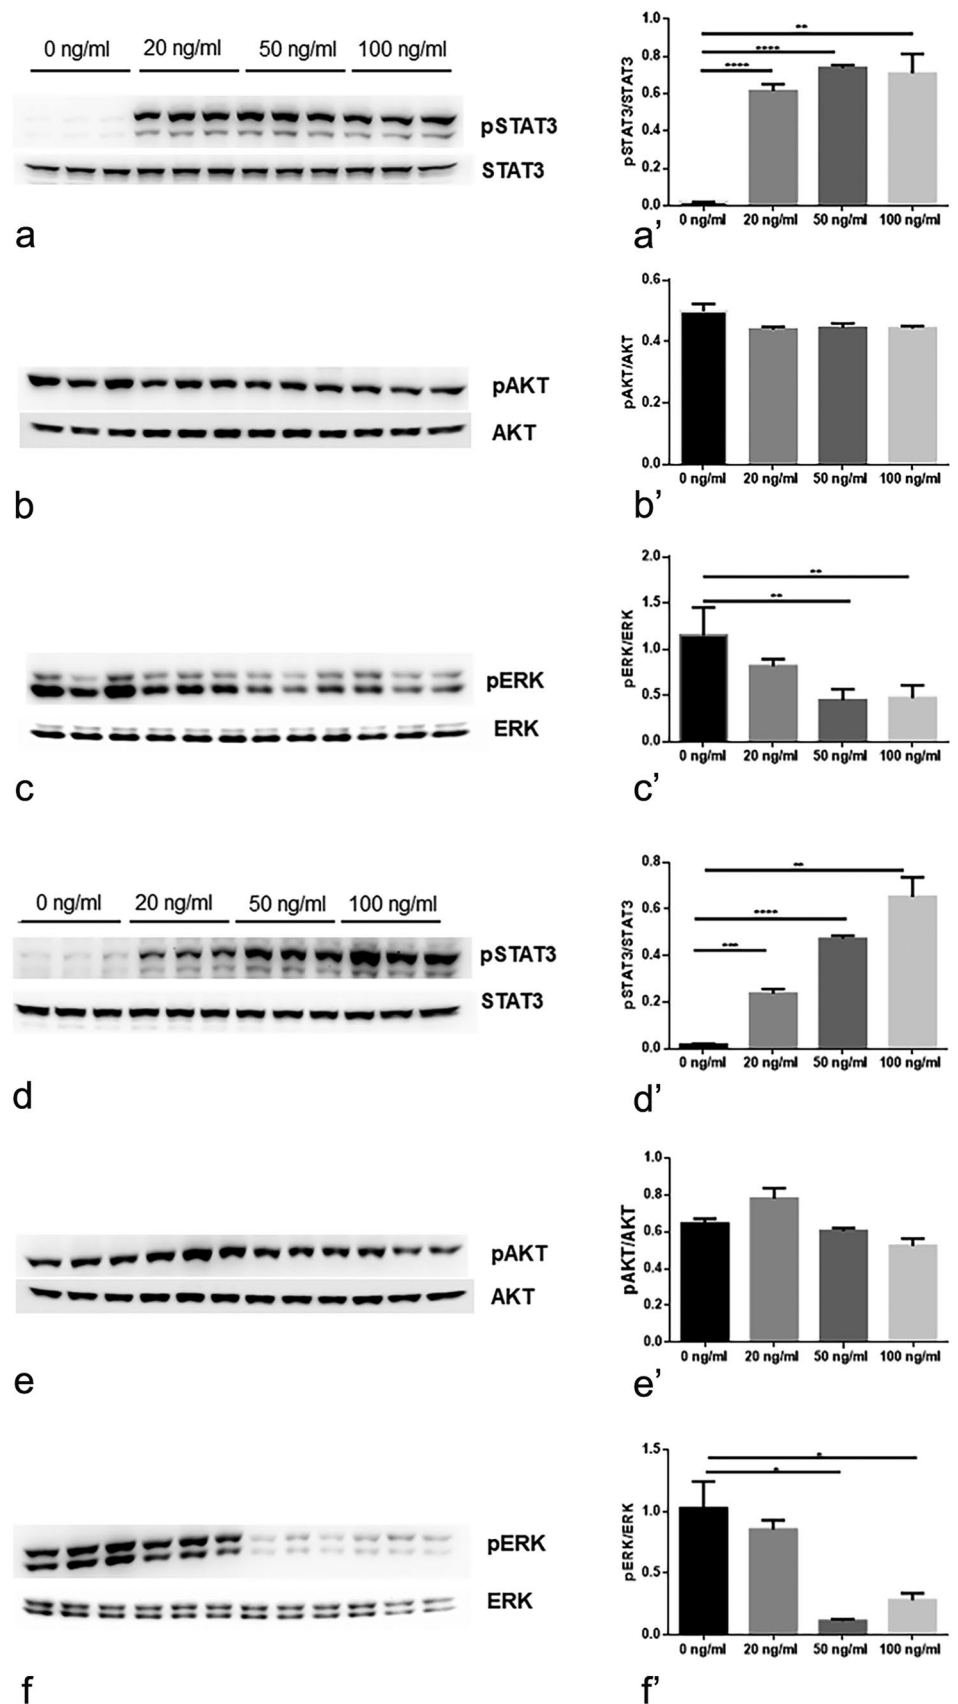 0 ng/ml 20 ng/ml 50 ng/ml 100 ng/ml
pSTAT3
STAT3
a
pSTAT3/STAT3
1.0
0.8
0.6
0.4
0.2
0.0
**
****
****
0 ng/ml 20 ng/ml 50 ng/ml 100 ng/ml
a’
pAKT
AKT
b
pAKT/AKT
0.6
0.4
0.2
0.0
0 ng/ml 20 ng/ml 50 ng/ml 100 ng/ml
b’
pERK
ERK
c
pERK/ERK
2.0
1.5
1.0
0.5
0.0
**
**
0 ng/ml 20 ng/ml 50 ng/ml 100 ng/ml
c’
0 ng/ml 20 ng/ml 50 ng/ml 100 ng/ml
pSTAT3
STAT3
d
pSTAT3/STAT3
0.8
0.6
0.4
0.2
0.0
**
****
***
0 ng/ml 20 ng/ml 50 ng/ml 100 ng/ml
d’
pAKT
AKT
e
pAKT/AKT
1.0
0.8
0.6
0.4
0.2
0.0
0 ng/ml 20 ng/ml 50 ng/ml 100 ng/ml
e’
pERK
ERK
f
pERK/ERK
1.5
1.0
0.5
0.0
*
*
0 ng/ml 20 ng/ml 50 ng/ml 100 ng/ml
f’